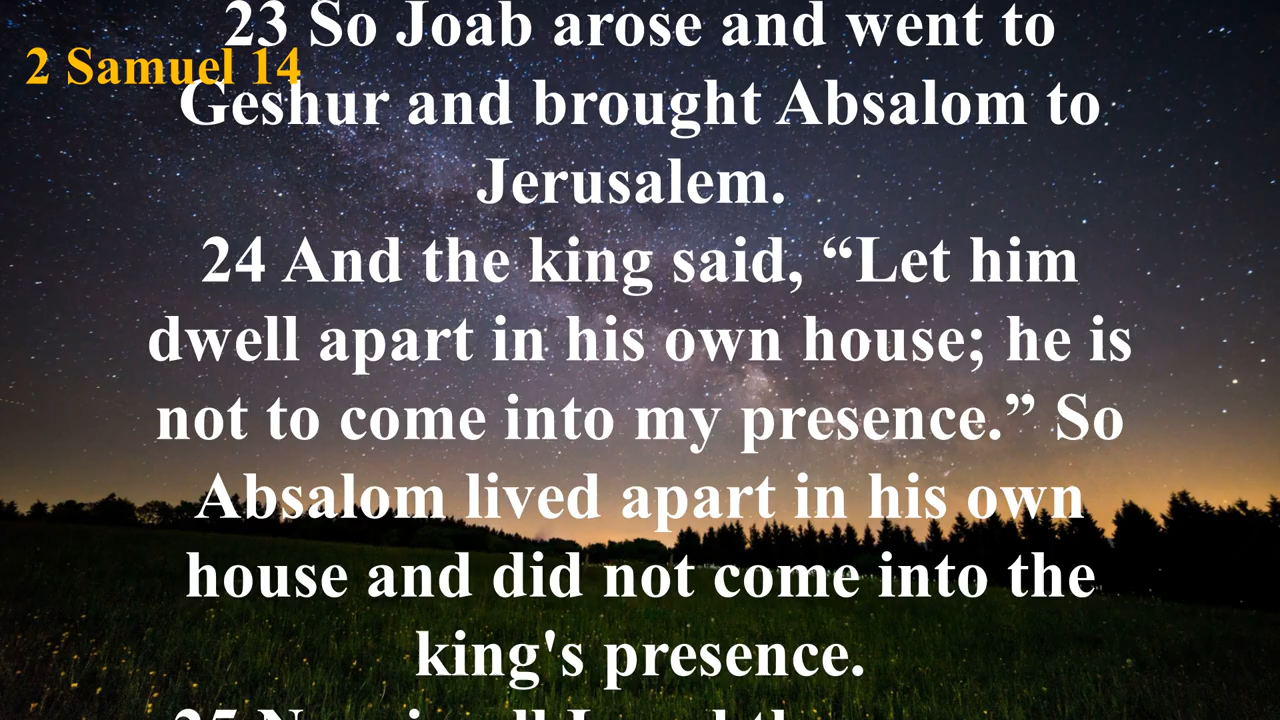 2 Samuel 14
23 So Joab arose and went to
Geshur and brought Absalom to
Jerusalem.
24 And the king said, “Let him
dwell apart in his own house; he is
not to come into my presence.” So
Absalom lived apart in his own
house and did not come into the
king's presence.